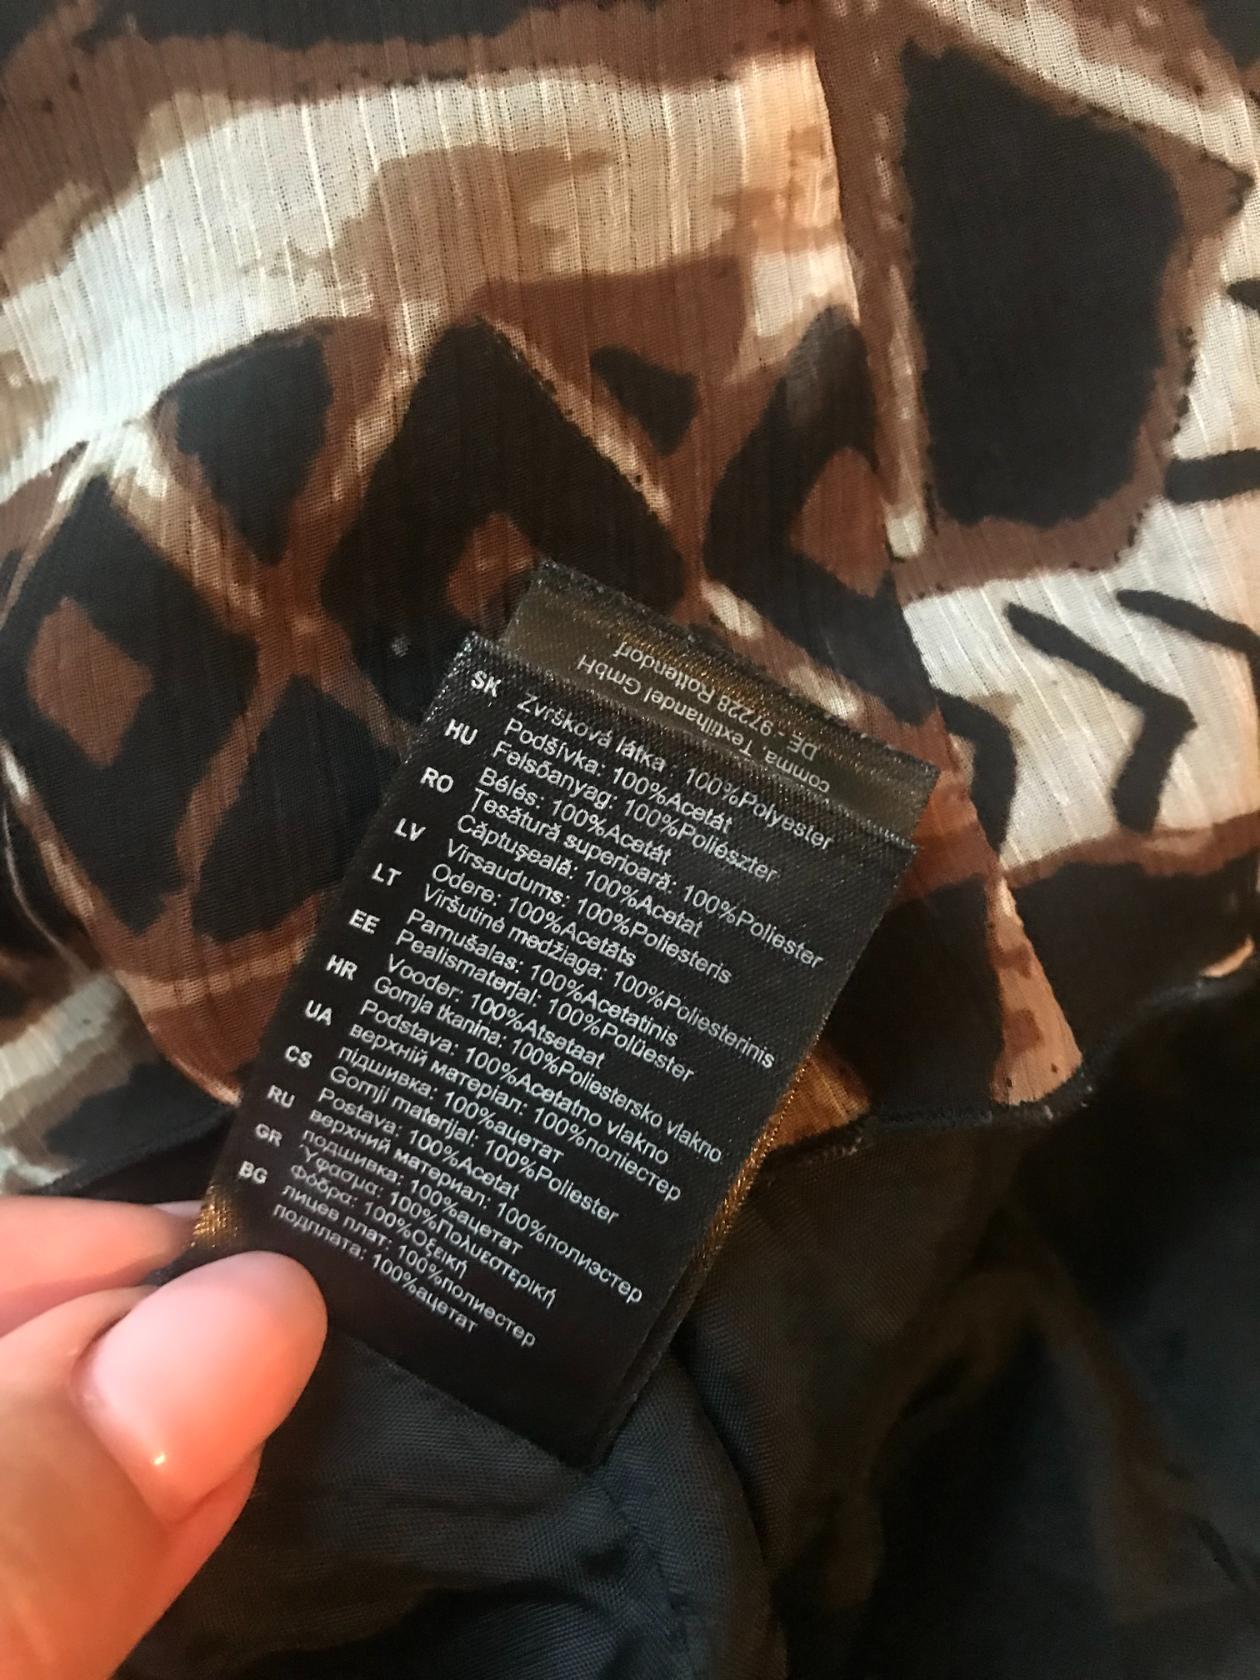 comma, Textilhandel GmbH
DE - 97228 Rottendorf
SK Zvršková látka : 100%Polyester
Podšívka: 100%Acetát
HU Felsőanyag: 100%Poliészter
Bélés: 100%Acetát
RO Ţesătură superioară: 100%Poliester
Căptuşeală: 100%Acetat
LV Virsaudums: 100%Poliesteris
Odere: 100%Acetāts
LT Viršutinė medžiaga: 100%Poliesterinis
Pamušalas: 100%Acetatinis
EE Pealismaterjal: 100%Polüester
Vooder: 100%Atsetaat
HR Gornja tkanina: 100%Poliestersko vlakno
Podstava: 100%Acetatno vlakno
UA верхній матеріал: 100%поліестер
підшивка: 100%ацетат
CS Gornji materijal: 100%Poliester
Postava: 100%Acetat
RU верхний материал: 100%полиэстер
подшивка: 100%ацетат
GR Ύφασμα: 100%Πολυεστερική
Φόδρα: 100%Οξεική
BG лицев плат: 100%полиестер
подплата: 100%ацетат